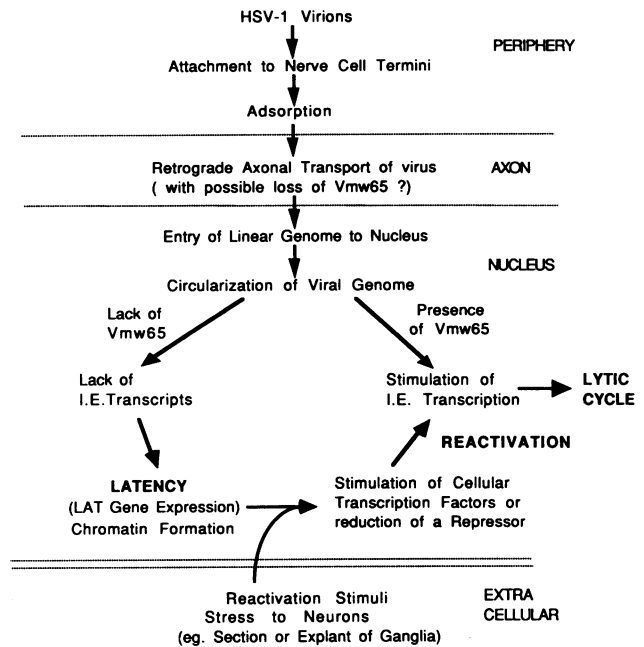 HSV-1 Virions
PERIPHERY
Attachment to Nerve Cell Termini
Adsorption
Retrograde Axonal Transport of virus
( with possible loss of Vmw65 ?)
AXON
Entry of Linear Genome to Nucleus
NUCLEUS
Circularization of Viral Genome
Lack of
Vmw65
Presence
of Vmw65
Lack of
I.E.Transcripts
Stimulation of
I.E. Transcription
LYTIC
CYCLE
REACTIVATION
LATENCY
(LAT Gene Expression)
Chromatin Formation
Stimulation of Cellular
Transcription Factors or
reduction of a Repressor
Reactivation Stimuli
Stress to Neurons
(eg. Section or Explant of Ganglia)
EXTRA
CELLULAR